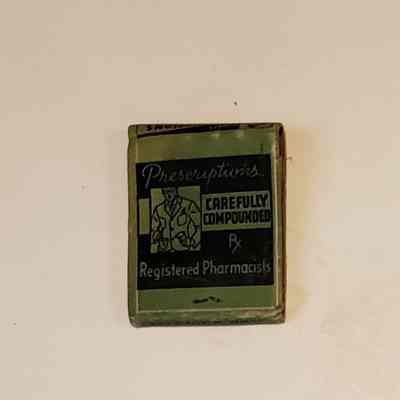 Prescriptions
CAREFULLY
COMPOUNDED
Rx
Registered Pharmacists